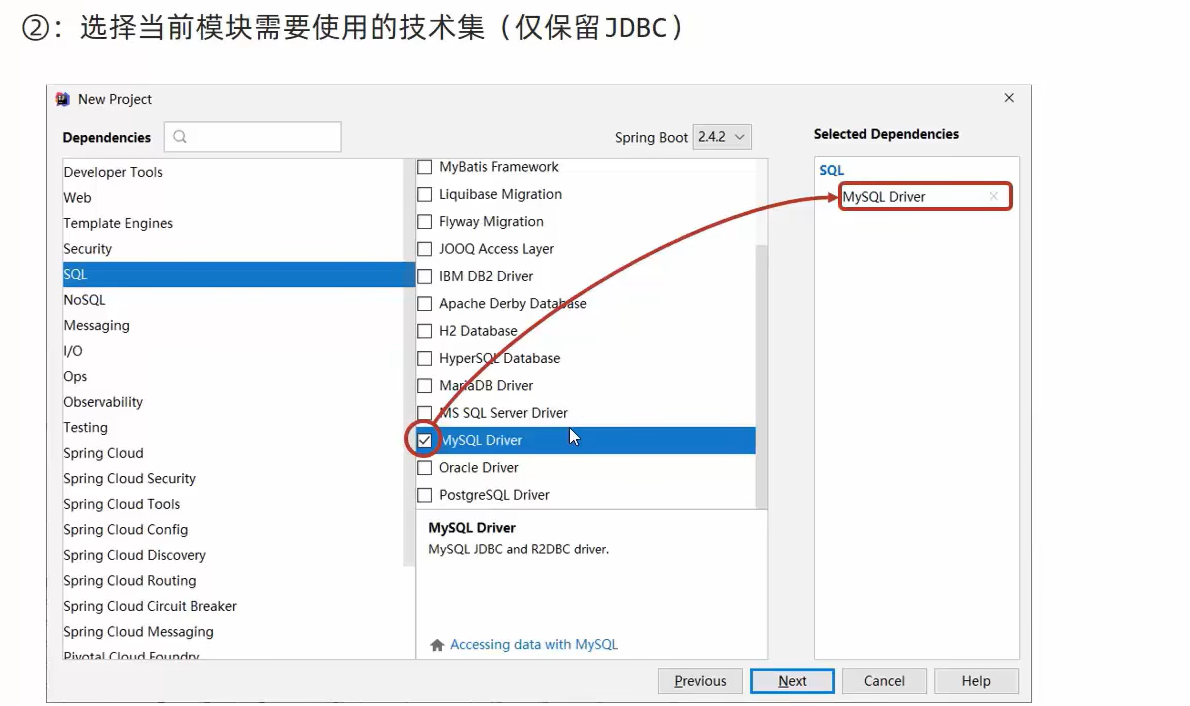 ②：选择当前模块需要使用的技术集（仅保留JDBC）
New Project
Dependencies
Spring Boot 2.4.2
Selected Dependencies
Developer Tools
Web
Template Engines
Security
SQL
NoSQL
Messaging
I/O
Ops
Observability
Testing
Spring Cloud
Spring Cloud Security
Spring Cloud Tools
Spring Cloud Config
Spring Cloud Discovery
Spring Cloud Routing
Spring Cloud Circuit Breaker
Spring Cloud Messaging
Pivotal Cloud Foundry
MyBatis Framework
Liquibase Migration
Flyway Migration
JOOQ Access Layer
IBM DB2 Driver
Apache Derby Database
H2 Database
HyperSQL Database
MariaDB Driver
MS SQL Server Driver
MySQL Driver
Oracle Driver
PostgreSQL Driver
MySQL Driver
MySQL JDBC and R2DBC driver.
Accessing data with MySQL
SQL
MySQL Driver
Previous
Next
Cancel
Help